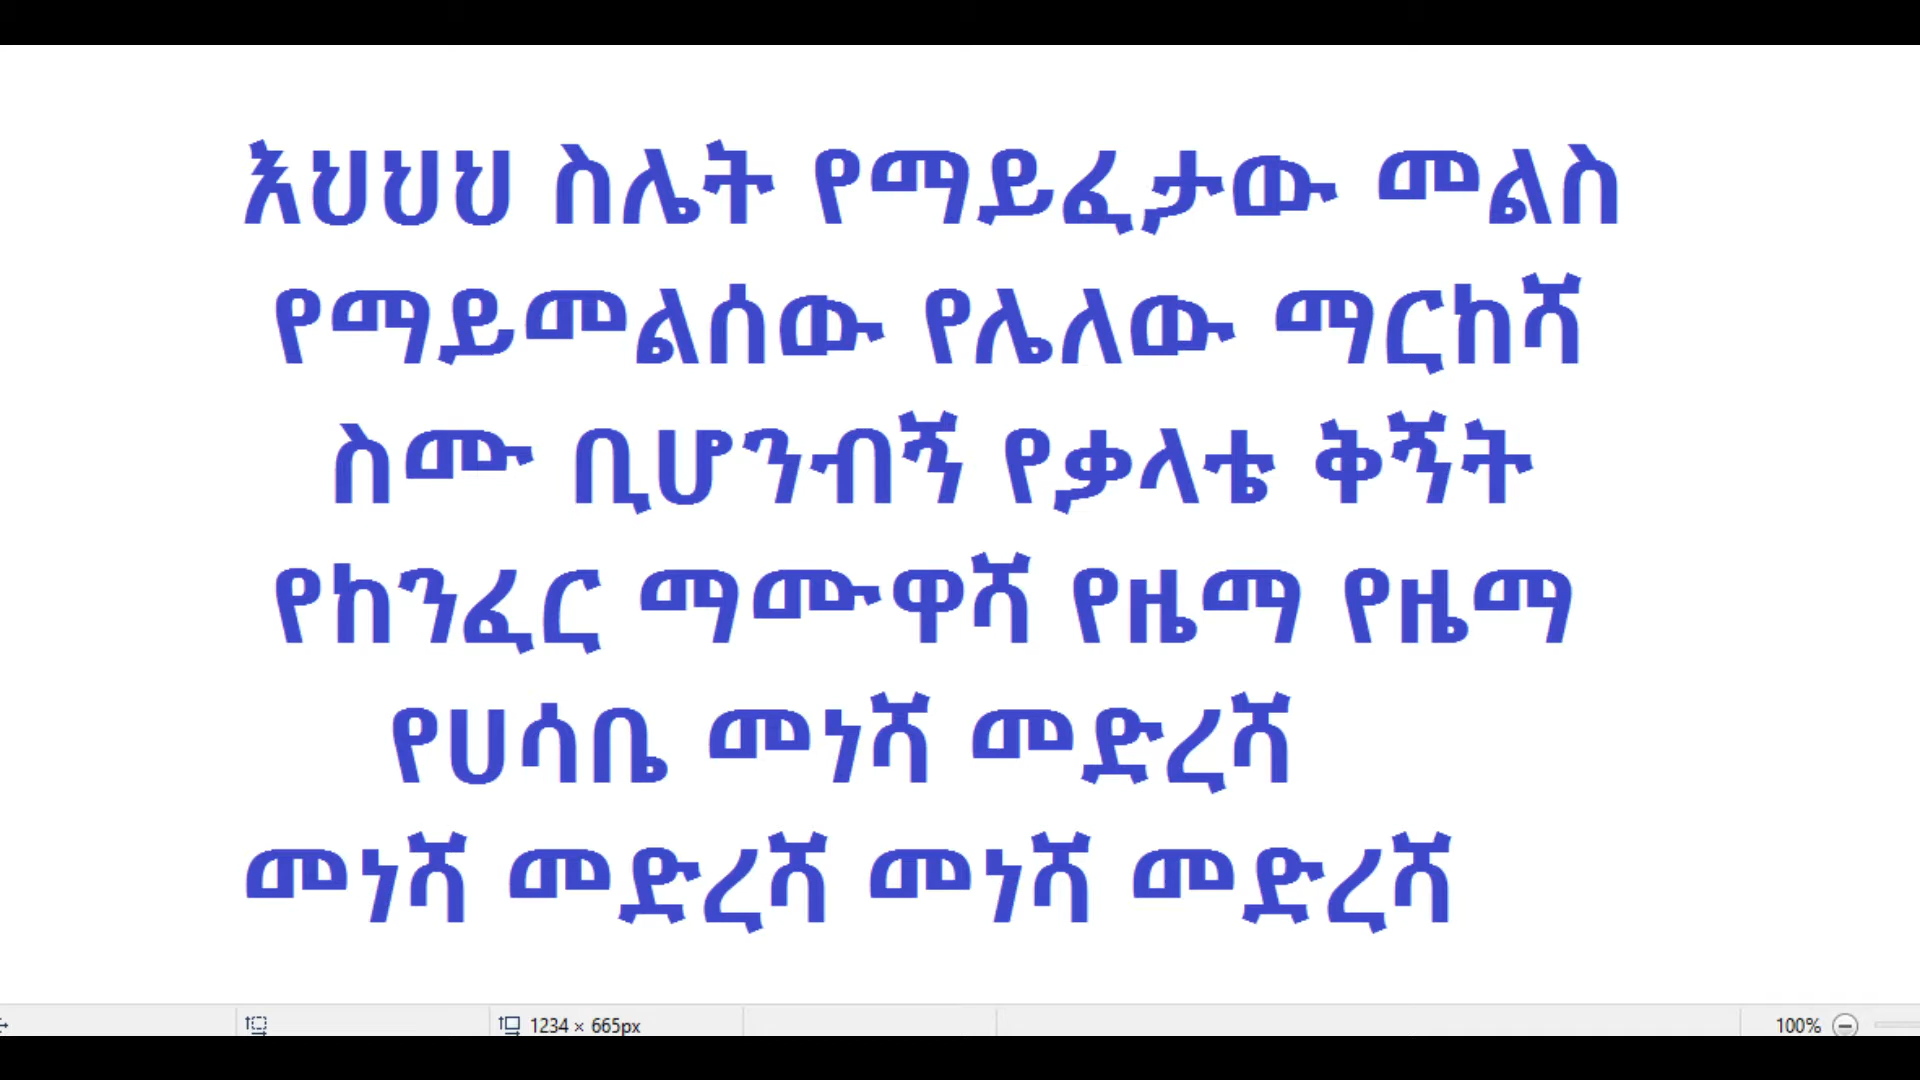 እህህህ ስሌት የማይፈታው መልስ
የማይመልሰው የሌለው ማርከሻ
ስሙ ቢሆንብኝ የቃላቴ ቅኝት
የከንፈር ማሙዋሻ የዜማ የዜማ
የሀሳቤ መነሻ መድረሻ
መነሻ መድረሻ መነሻ መድረሻ
1234 × 665px
100%